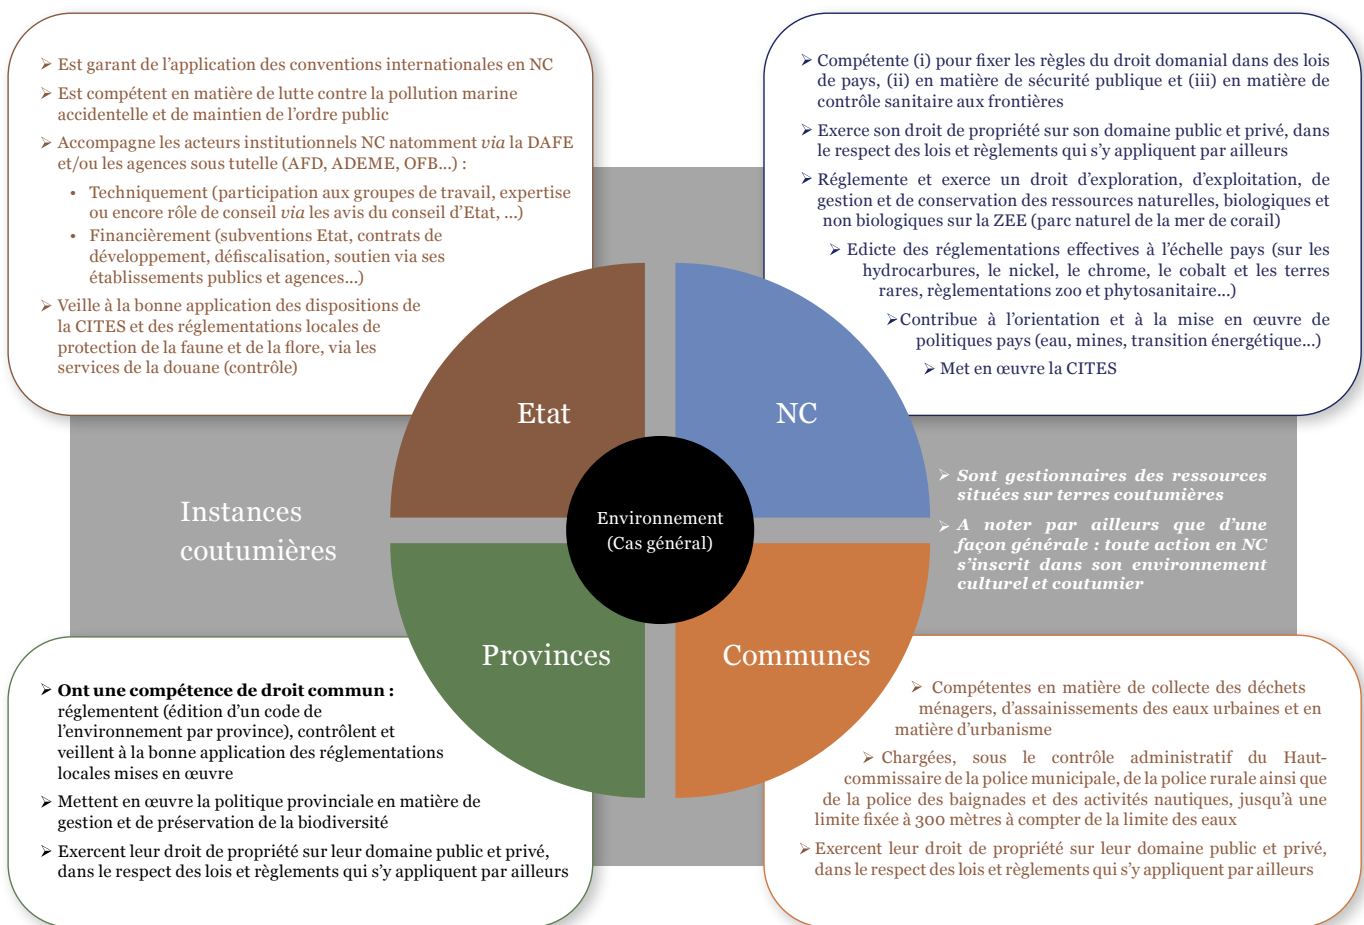 ➢ Est garant de l’application des conventions internationales en NC
➢ Est compétent en matière de lutte contre la pollution marine
accidentelle et de maintien de l’ordre public
➢ Accompagne les acteurs institutionnels NC natomment via la DAFE
et/ou les agences sous tutelle (AFD, ADEME, OFB...) :
• Techniquement (participation aux groupes de travail, expertise
ou encore rôle de conseil via les avis du conseil d’Etat, ...)
• Financièrement (subventions Etat, contrats de
développement, défiscalisation, soutien via ses
établissements publics et agences...)
➢ Veille à la bonne application des dispositions de
la CITES et des réglementations locales de
protection de la faune et de la flore, via les
services de la douane (contrôle)
➢ Compétente (i) pour fixer les règles du droit domanial dans des lois
de pays, (ii) en matière de sécurité publique et (iii) en matière de
contrôle sanitaire aux frontières
➢ Exerce son droit de propriété sur son domaine public et privé, dans
le respect des lois et règlements qui s’y appliquent par ailleurs
➢ Réglemente et exerce un droit d’exploration, d’exploitation, de
gestion et de conservation des ressources naturelles, biologiques et
non biologiques sur la ZEE (parc naturel de la mer de corail)
➢ Edicte des réglementations effectives à l’échelle pays (sur les
hydrocarbures, le nickel, le chrome, le cobalt et les terres
rares, règlementations zoo et phytosanitaire...)
➢Contribue à l’orientation et à la mise en œuvre de
politiques pays (eau, mines, transition énergétique...)
➢ Met en œuvre la CITES
Etat
NC
Instances
coutumières
Environnement
(Cas général)
➢ Sont gestionnaires des ressources
situées sur terres coutumières
➢ A noter par ailleurs que d’une
façon générale : toute action en NC
s’inscrit dans son environnement
culturel et coutumier
Provinces
Communes
➢ Ont une compétence de droit commun :
réglementent (édition d’un code de
l’environnement par province), contrôlent et
veillent à la bonne application des réglementations
locales mises en œuvre
➢ Mettent en œuvre la politique provinciale en matière de
gestion et de préservation de la biodiversité
➢ Exercent leur droit de propriété sur leur domaine public et privé,
dans le respect des lois et règlements qui s’y appliquent par ailleurs
➢ Compétentes en matière de collecte des déchets
ménagers, d’assainissements des eaux urbaines et en
matière d’urbanisme
➢ Chargées, sous le contrôle administratif du Haut-
commissaire de la police municipale, de la police rurale ainsi que
de la police des baignades et des activités nautiques, jusqu’à une
limite fixée à 300 mètres à compter de la limite des eaux
➢ Exercent leur droit de propriété sur leur domaine public et privé,
dans le respect des lois et règlements qui s’y appliquent par ailleurs